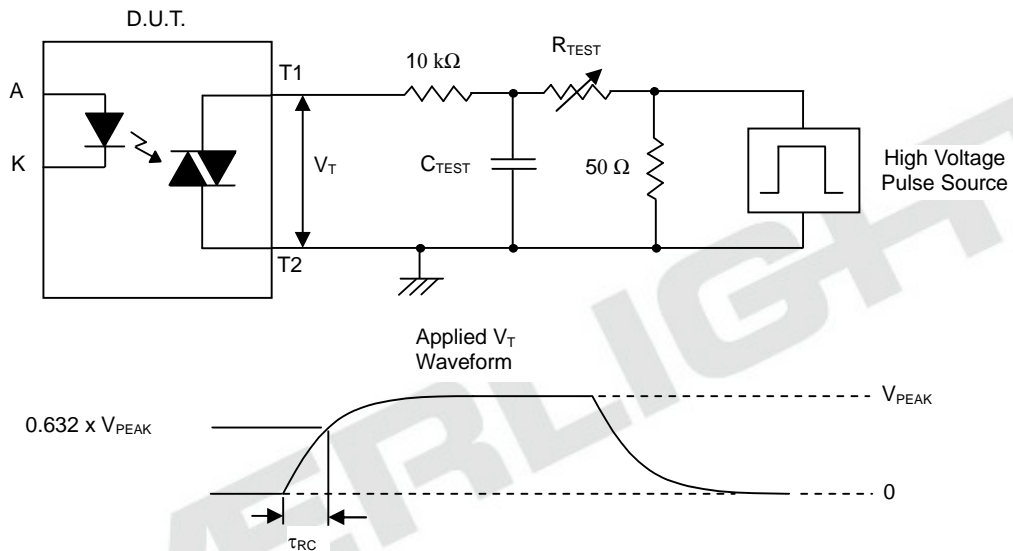 D.U.T.
A
K
T1
T2
V_T
10 kΩ
R_TEST
C_TEST
50 Ω
High Voltage
Pulse Source
Applied V_T
Waveform
0.632 x V_PEAK
V_PEAK
0
τ_RC
EVERLIGHT